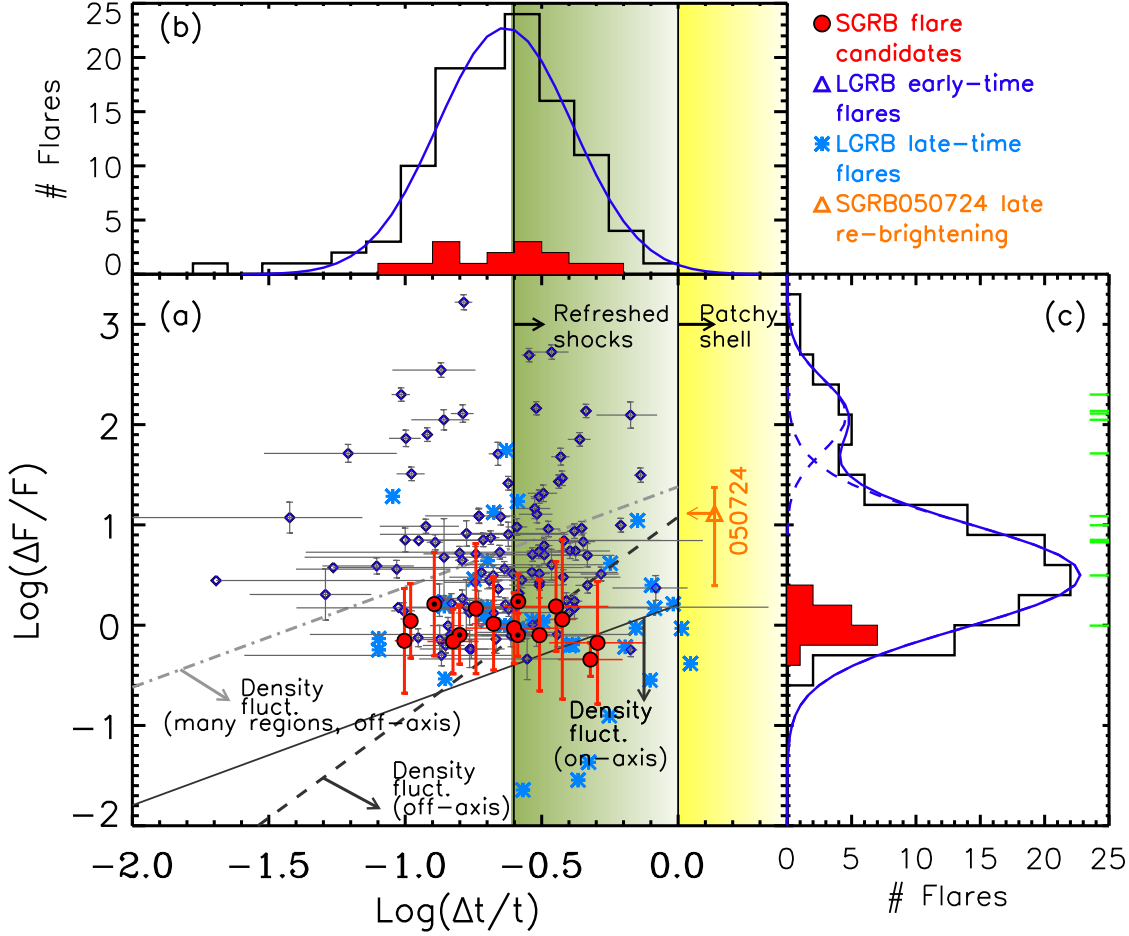 (b)
25
20
15
10
5
0
# Flares
SGRB flare
candidates
LGRB early-time
flares
LGRB late-time
flares
SGRB050724 late
re-brightening
(a)
Refreshed
shocks
Patchy
shell
(c)
3
2
1
0
-1
-2
Log(ΔF/F)
050724
Density
fluct.
(many regions, off-axis)
Density
fluct.
(on-axis)
Density
fluct.
(off-axis)
-2.0
-1.5
-1.0
-0.5
0.0
Log(Δt/t)
0
5
10
15
20
25
# Flares